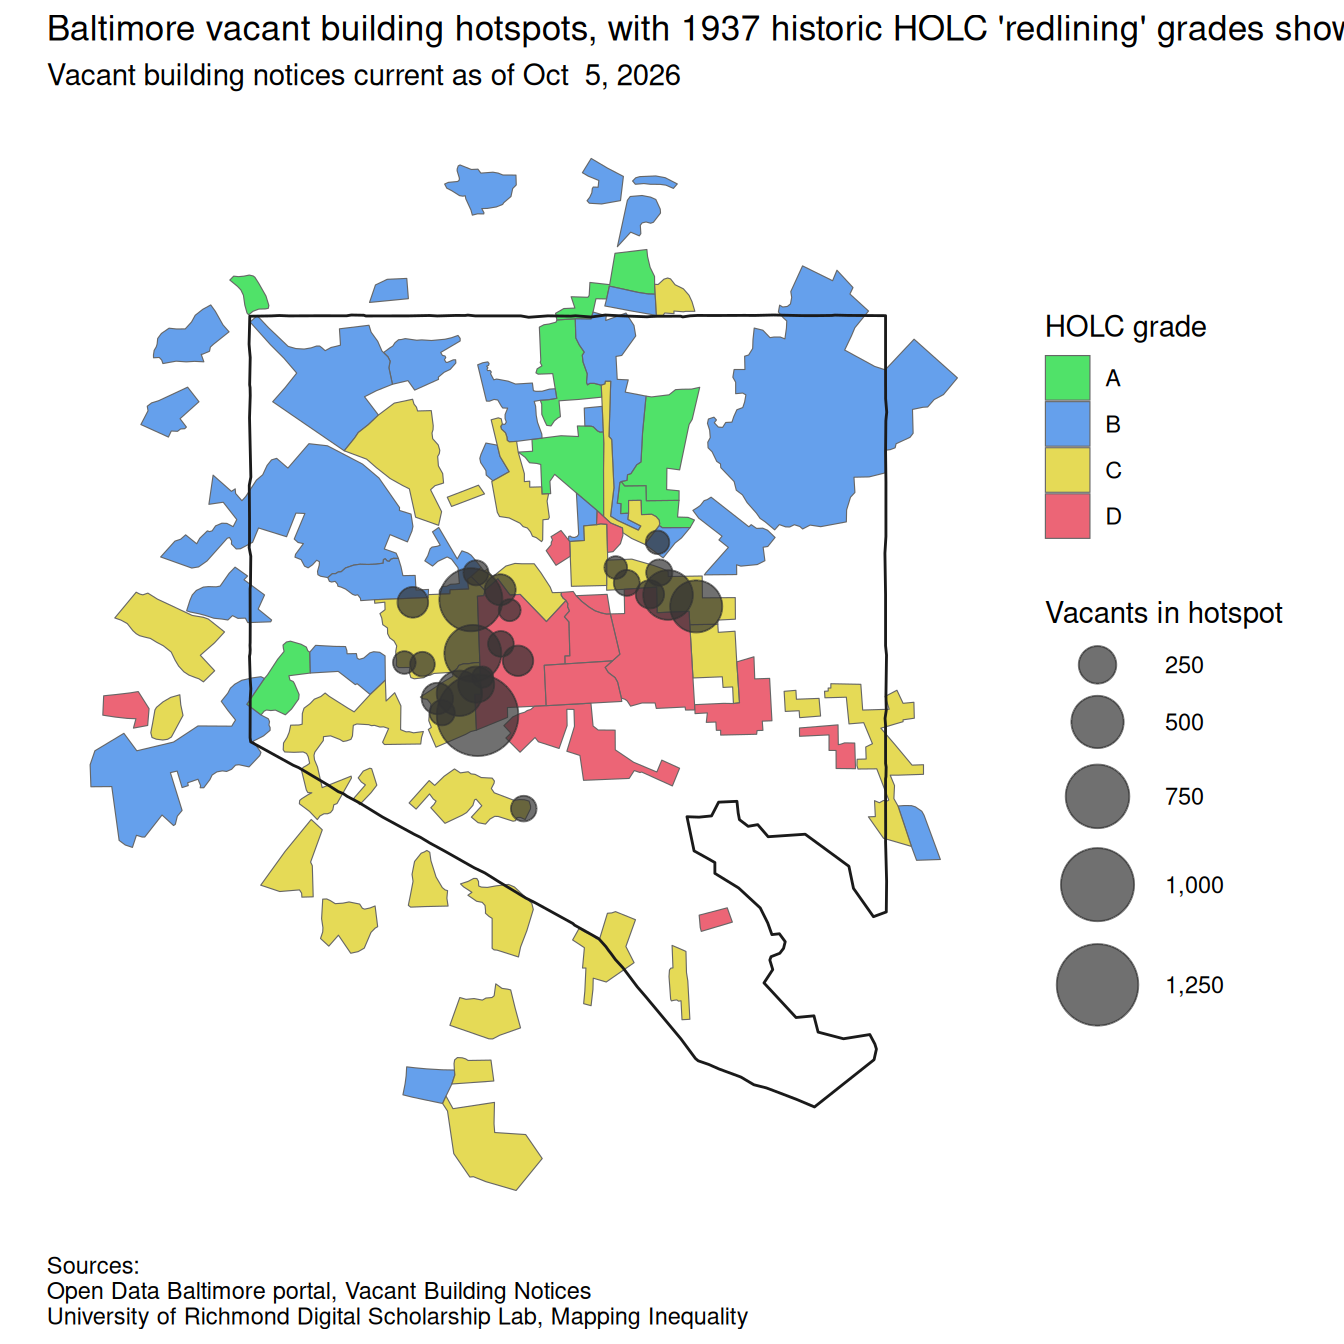 Baltimore vacant building hotspots, with 1937 historic HOLC 'redlining' grades
Vacant building notices current as of Oct  5, 2026
HOLC grade
A
B
C
D
Vacants in hotspot
250
500
750
1,000
1,250
Sources:
Open Data Baltimore portal, Vacant Building Notices
University of Richmond Digital Scholarship Lab, Mapping Inequality